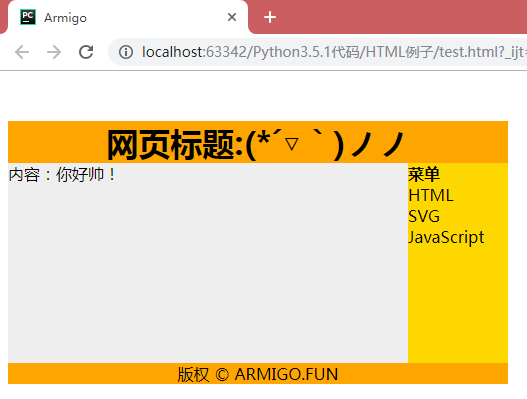 Armigo
localhost:63342/Python3.5.1代码/HTML例子/test.html?_ijt=
网页标题:(*´▽｀)ノノ
内容：你好帅！
菜单
HTML
SVG
JavaScript
版权 © ARMIGO.FUN